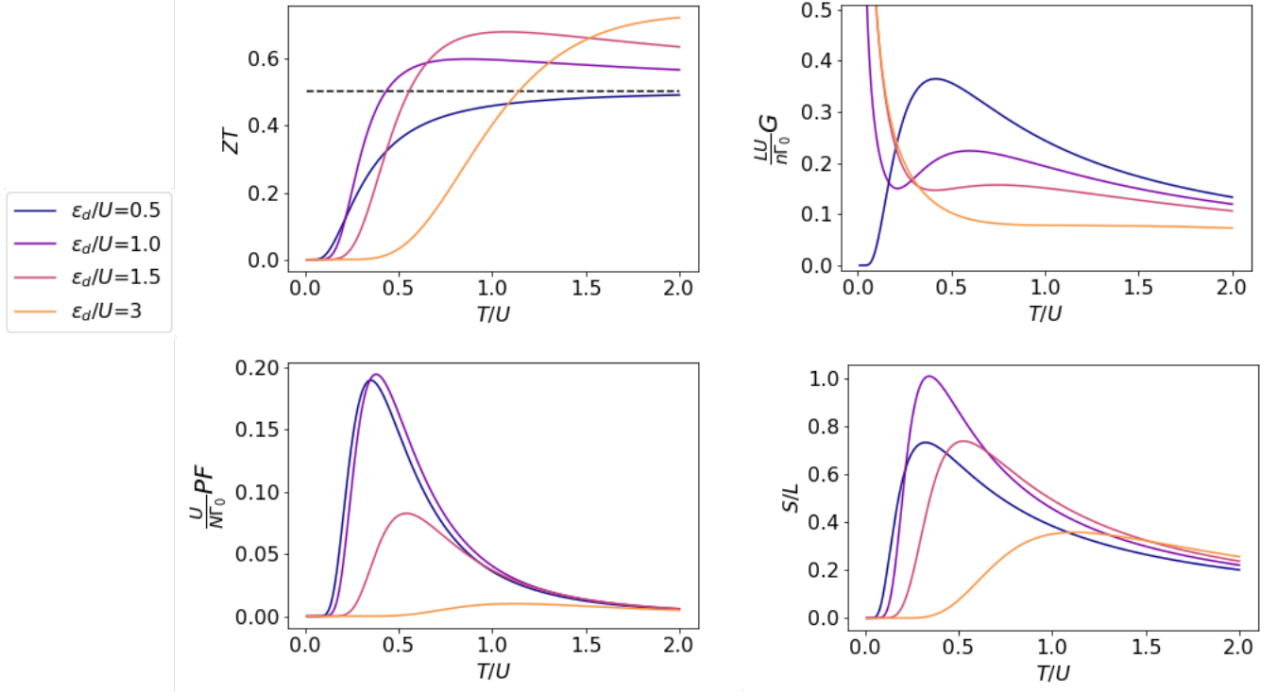 0.6
0.4
0.2
0.0
ZT
0.0 0.5 1.0 1.5 2.0
T/U
0.5
0.4
0.3
0.2
0.1
0.0
LU/nΓ₀ G
0.0 0.5 1.0 1.5 2.0
T/U
ε_d/U=0.5
ε_d/U=1.0
ε_d/U=1.5
ε_d/U=3
0.20
0.15
0.10
0.05
0.00
U/NΓ₀ PF
0.0 0.5 1.0 1.5 2.0
T/U
1.0
0.8
0.6
0.4
0.2
0.0
S/L
0.0 0.5 1.0 1.5 2.0
T/U